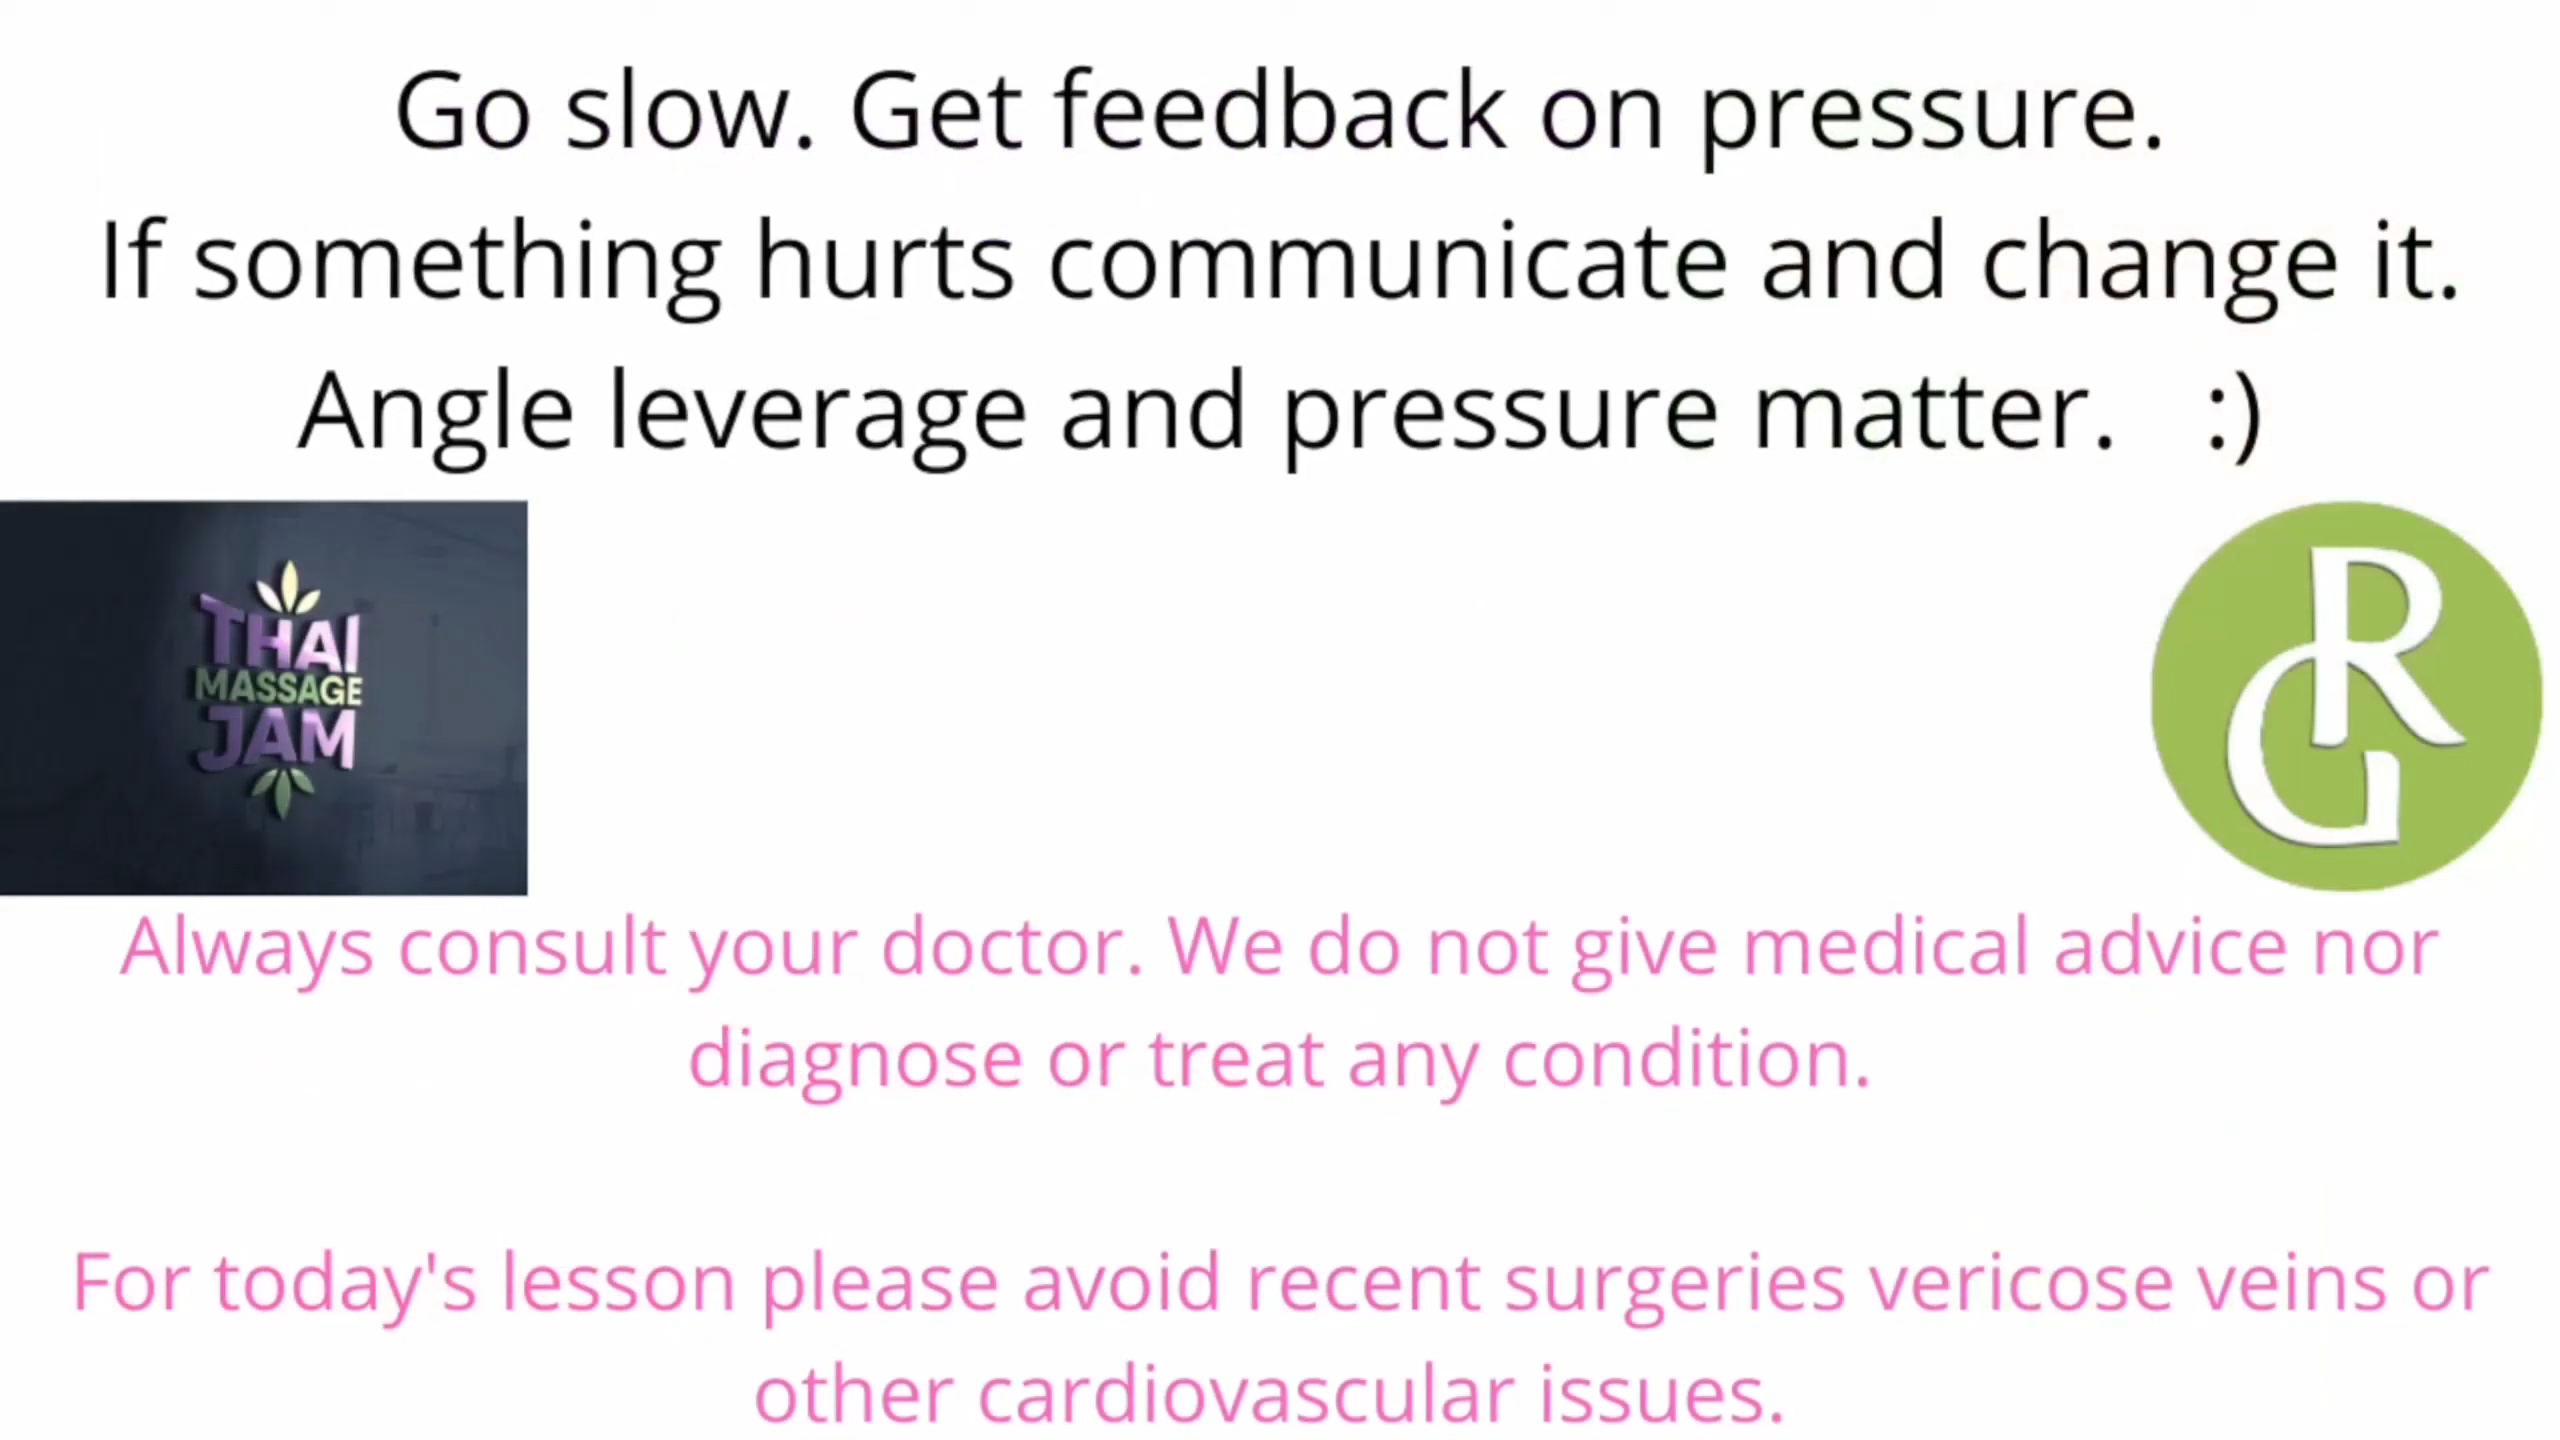 Go slow. Get feedback on pressure.
If something hurts communicate and change it.
Angle leverage and pressure matter.   :)
THAI
MASSAGE
JAM
RG
Always consult your doctor. We do not give medical advice nor
diagnose or treat any condition.
For today's lesson please avoid recent surgeries vericose veins or
other cardiovascular issues.